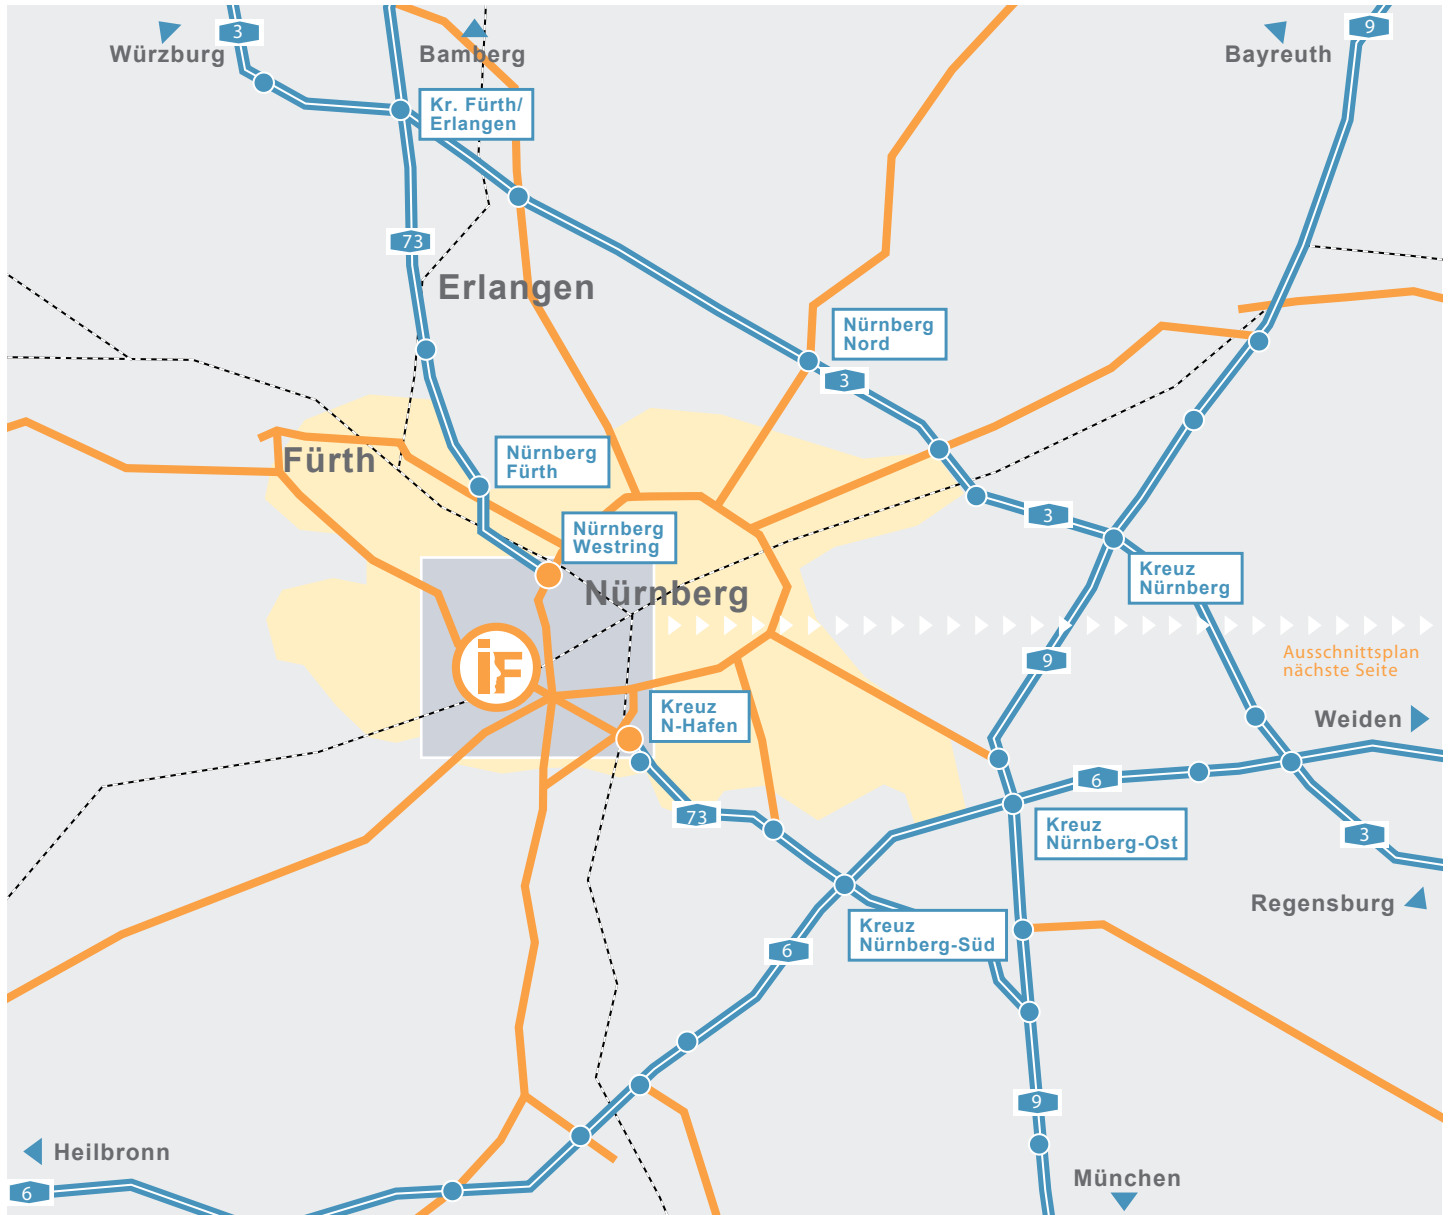 3
9
Würzburg
Bamberg
Bayreuth
Kr. Fürth/
Erlangen
73
Erlangen
Nürnberg
Nord
3
Fürth
Nürnberg
Fürth
3
Nürnberg
Westring
Kreuz
Nürnberg
Nürnberg
9
Ausschnittsplan
nächste Seite
iF
Kreuz
N-Hafen
Weiden
6
73
Kreuz
Nürnberg-Ost
3
Regensburg
Kreuz
Nürnberg-Süd
6
9
Heilbronn
München
6